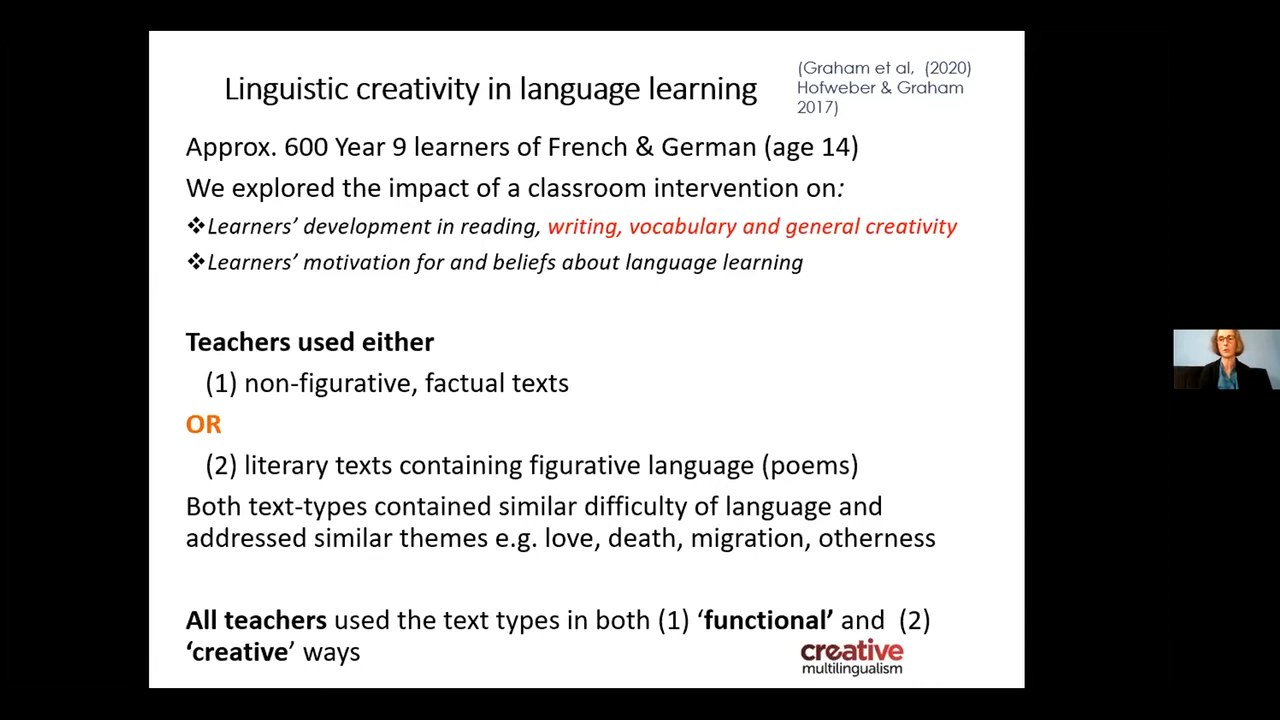 Linguistic creativity in language learning
(Graham et al, (2020)
Hofweber & Graham
2017)
Approx. 600 Year 9 learners of French & German (age 14)
We explored the impact of a classroom intervention on:
❖Learners’ development in reading, writing, vocabulary and general creativity
❖Learners’ motivation for and beliefs about language learning
Teachers used either
(1) non-figurative, factual texts
OR
(2) literary texts containing figurative language (poems)
Both text-types contained similar difficulty of language and
addressed similar themes e.g. love, death, migration, otherness
All teachers used the text types in both (1) ‘functional’ and (2)
‘creative’ ways
creative
multilingualism